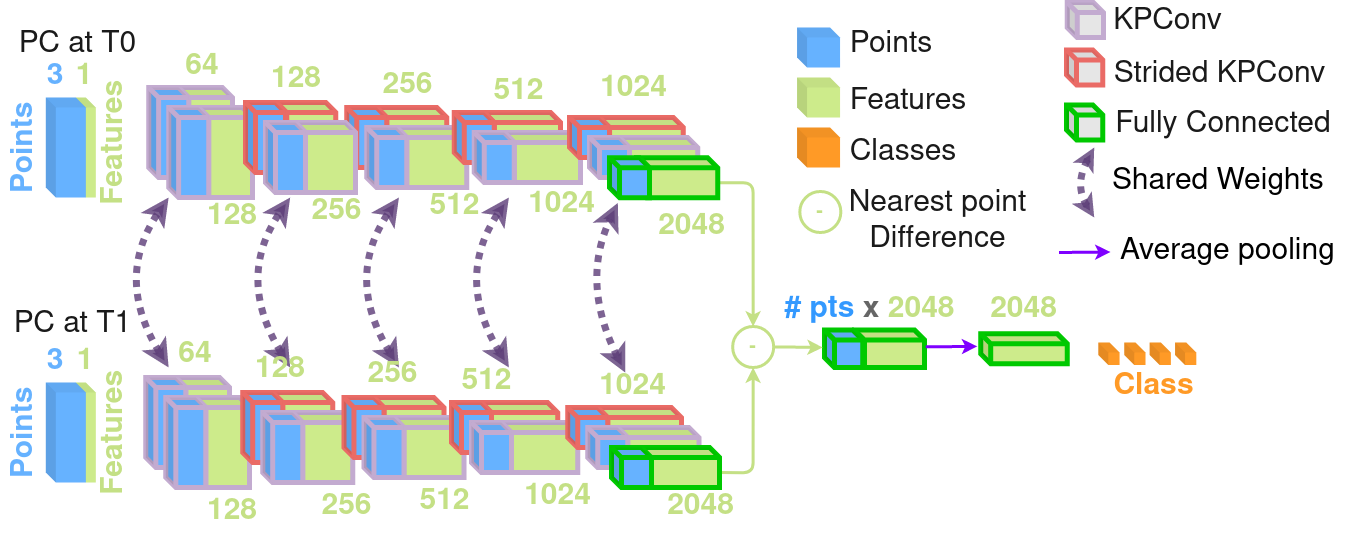 PC at T0
3 1
Points
Features
64
128
256
512
1024
128
256
512
1024
2048
PC at T1
3 1
Points
Features
64
128
256
512
1024
128
256
512
1024
2048
-
# pts x 2048
2048
Class
Points
Features
Classes
-
Nearest point
Difference
KPConv
Strided KPConv
Fully Connected
Shared Weights
Average pooling